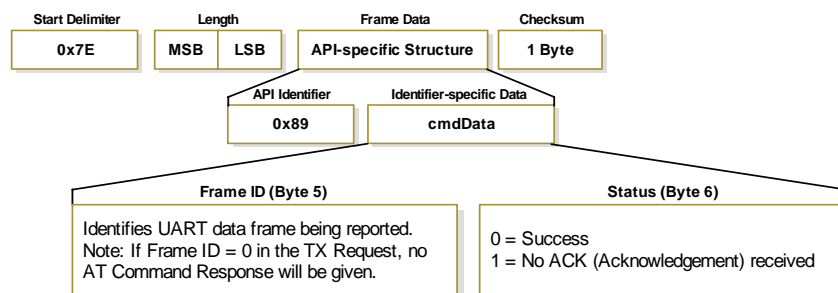 Start Delimiter Length Frame Data Checksum
0x7E MSB LSB API-specific Structure 1 Byte
API Identifier Identifier-specific Data
0x89 cmdData
Frame ID (Byte 5)
Identifies UART data frame being reported.
Note: If Frame ID = 0 in the TX Request, no
AT Command Response will be given.
Status (Byte 6)
0 = Success
1 = No ACK (Acknowledgement) received